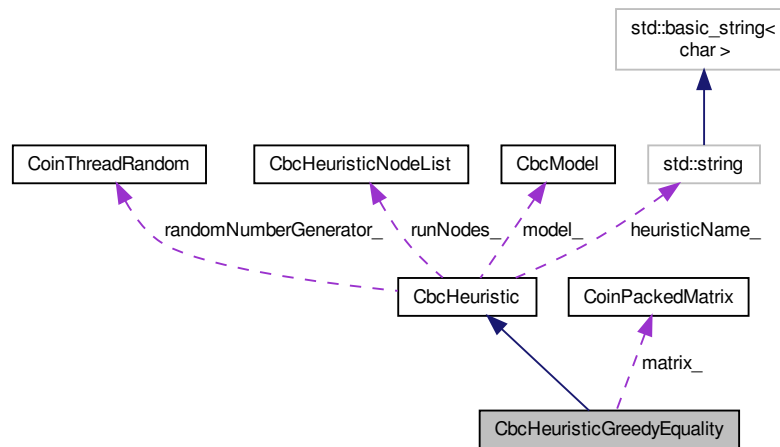 std::basic_string<
char >
CoinThreadRandom
CbcHeuristicNodeList
CbcModel
std::string
randomNumberGenerator_
runNodes_
model_
heuristicName_
CbcHeuristic
CoinPackedMatrix
matrix_
CbcHeuristicGreedyEquality